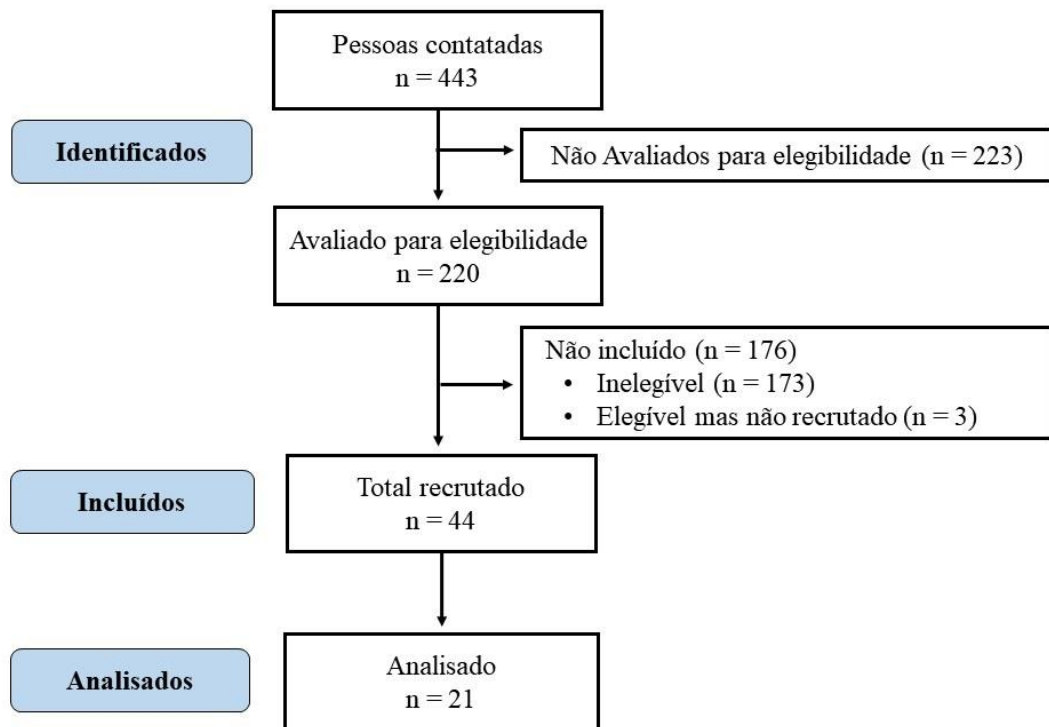 Pessoas contatadas
n = 443
Identificados
Não Avaliados para elegibilidade (n = 223)
Avaliado para elegibilidade
n = 220
Não incluído (n = 176)
• Inelegível (n = 173)
• Elegível mas não recrutado (n = 3)
Incluídos
Total recrutado
n = 44
Analisados
Analisado
n = 21